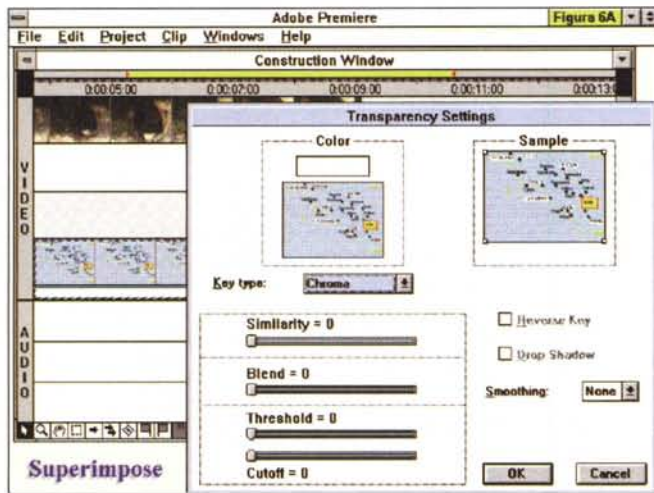 Adobe Premiere
Figura 6A
File Edit Project Clip Windows Help
Construction Window
0:00:05:00 0:00:07:00 0:00:09:00 0:00:11:00 0:00:13:0
Transparency Settings
Color
Sample
VIDEO
Key type: Chroma
Similarity = 0
Reverse Key
Drop Shadow
Blend = 0
Smoothing: None
Threshold = 0
Cutoff = 0
AUDIO
OK Cancel
Superimpose